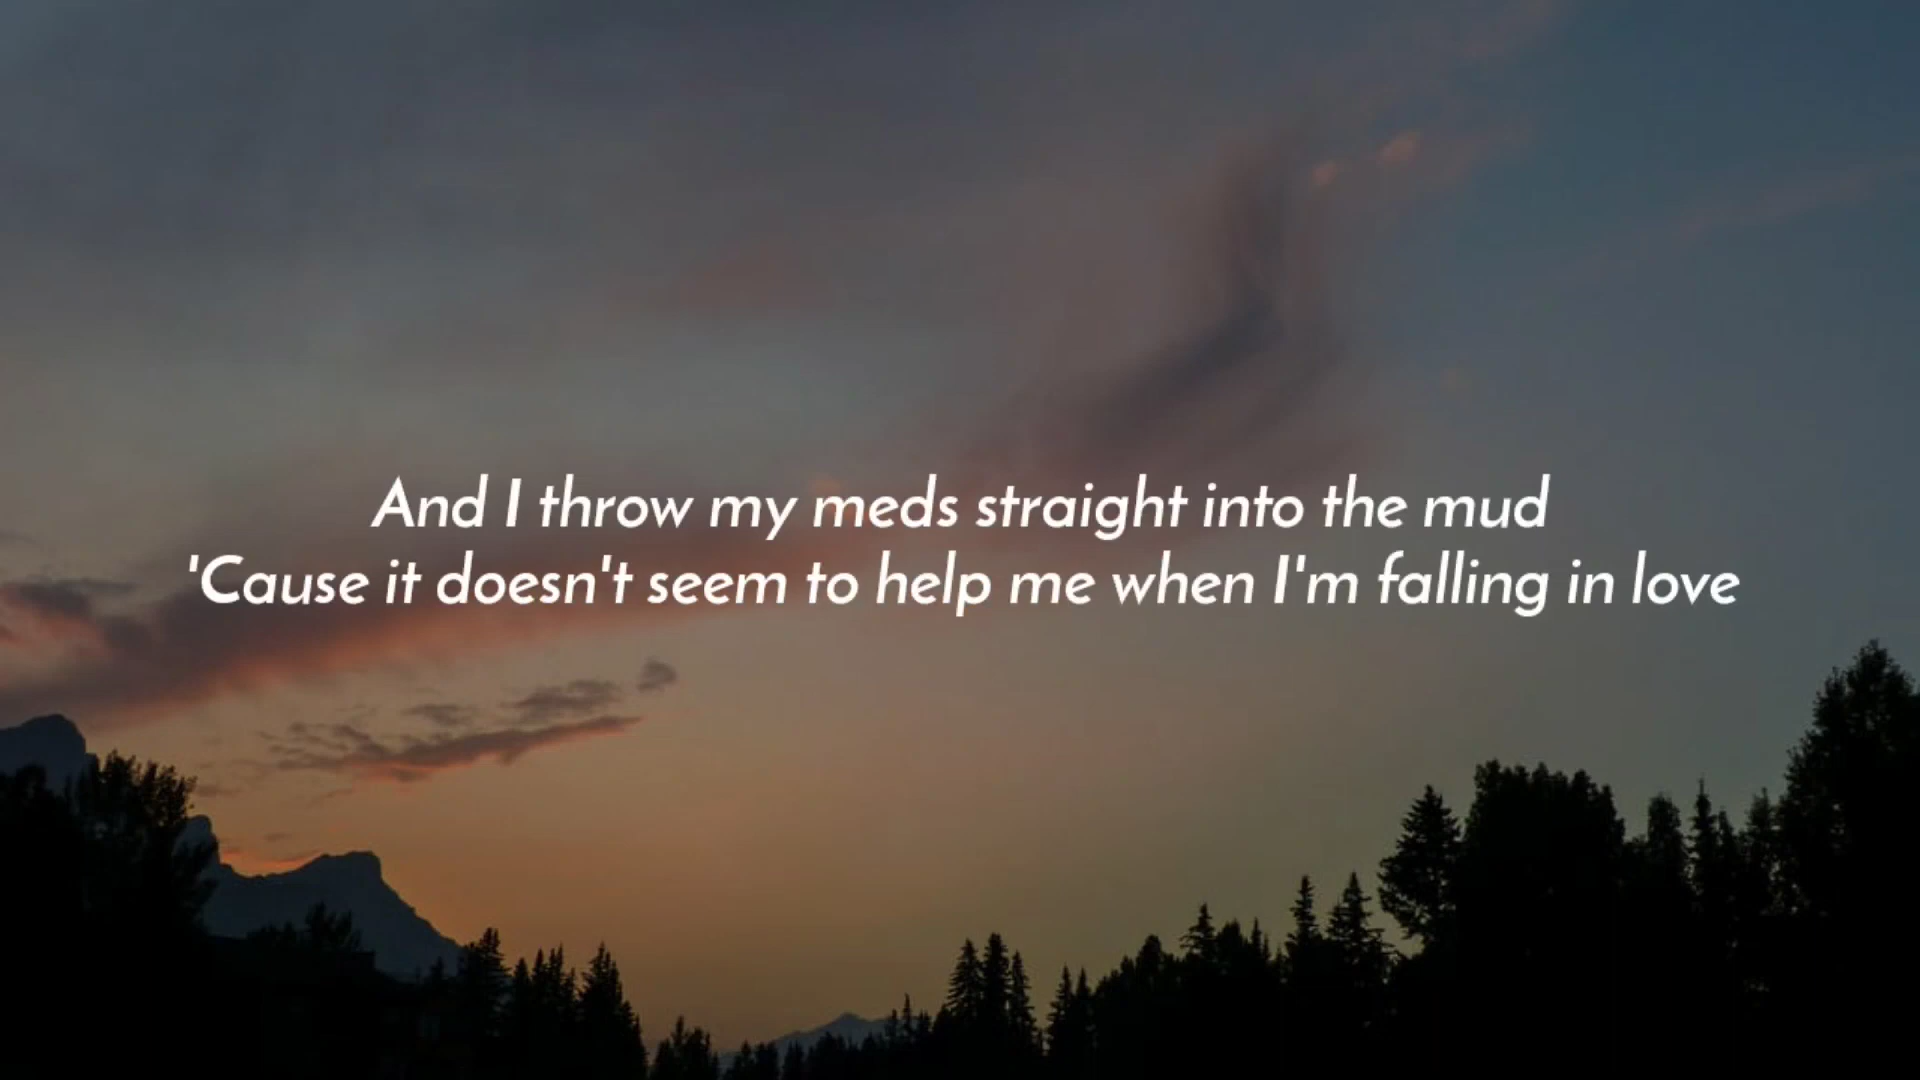 And I throw my meds straight into the mud
'Cause it doesn't seem to help me when I'm falling in love